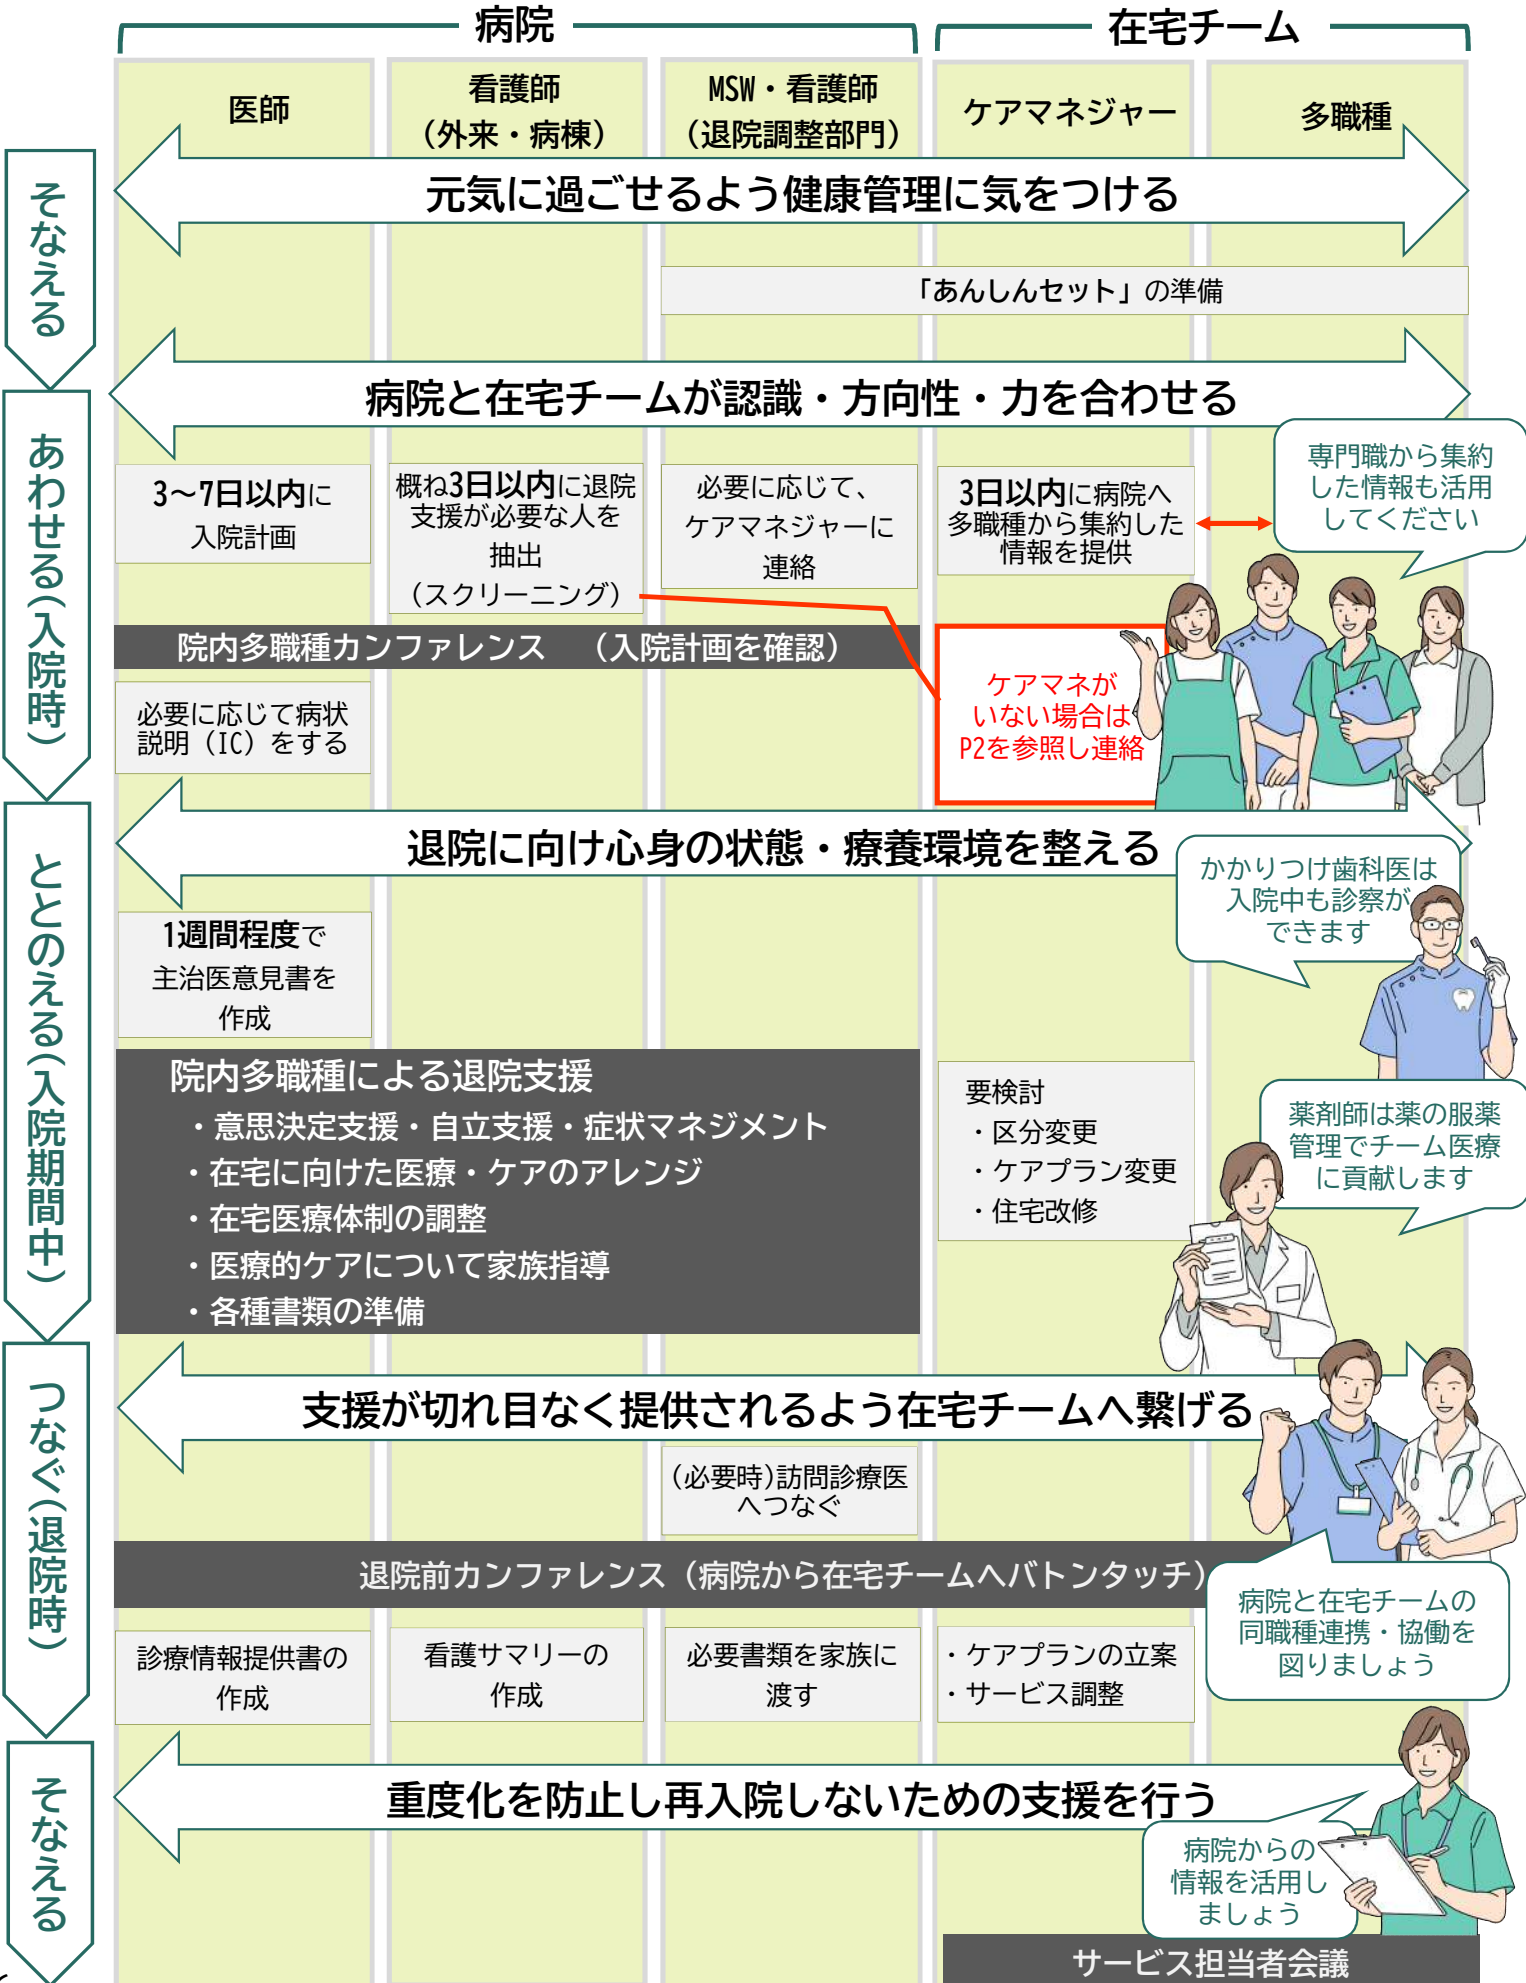 病院
在宅チーム
医師
看護師
（外来・病棟）
MSW・看護師
（退院調整部門）
ケアマネジャー
多職種
そなえる
元気に過ごせるよう健康管理に気をつける
「あんしんセット」の準備
あわせる（入院時）
病院と在宅チームが認識・方向性・力を合わせる
3～7日以内に
入院計画
概ね3日以内に退院
支援が必要な人を
抽出
（スクリーニング）
必要に応じて、
ケアマネジャーに
連絡
3日以内に病院へ
多職種から集約した
情報を提供
専門職から集約
した情報も活用
してください
院内多職種カンファレンス　（入院計画を確認）
必要に応じて病状
説明（IC）をする
ケアマネが
いない場合は
P2を参照し連絡
ととのえる（入院期間中）
退院に向け心身の状態・療養環境を整える
かかりつけ歯科医は
入院中も診察が
できます
1週間程度で
主治医意見書を
作成
院内多職種による退院支援
・意思決定支援・自立支援・症状マネジメント
・在宅に向けた医療・ケアのアレンジ
・在宅医療体制の調整
・医療的ケアについて家族指導
・各種書類の準備
要検討
・区分変更
・ケアプラン変更
・住宅改修
薬剤師は薬の服薬
管理でチーム医療
に貢献します
つなぐ（退院時）
支援が切れ目なく提供されるよう在宅チームへ繋げる
(必要時)訪問診療医
へつなぐ
退院前カンファレンス（病院から在宅チームへバトンタッチ）
病院と在宅チームの
同職種連携・協働を
図りましょう
診療情報提供書の
作成
看護サマリーの
作成
必要書類を家族に
渡す
・ケアプランの立案
・サービス調整
そなえる
重度化を防止し再入院しないための支援を行う
病院からの
情報を活用し
ましょう
サービス担当者会議